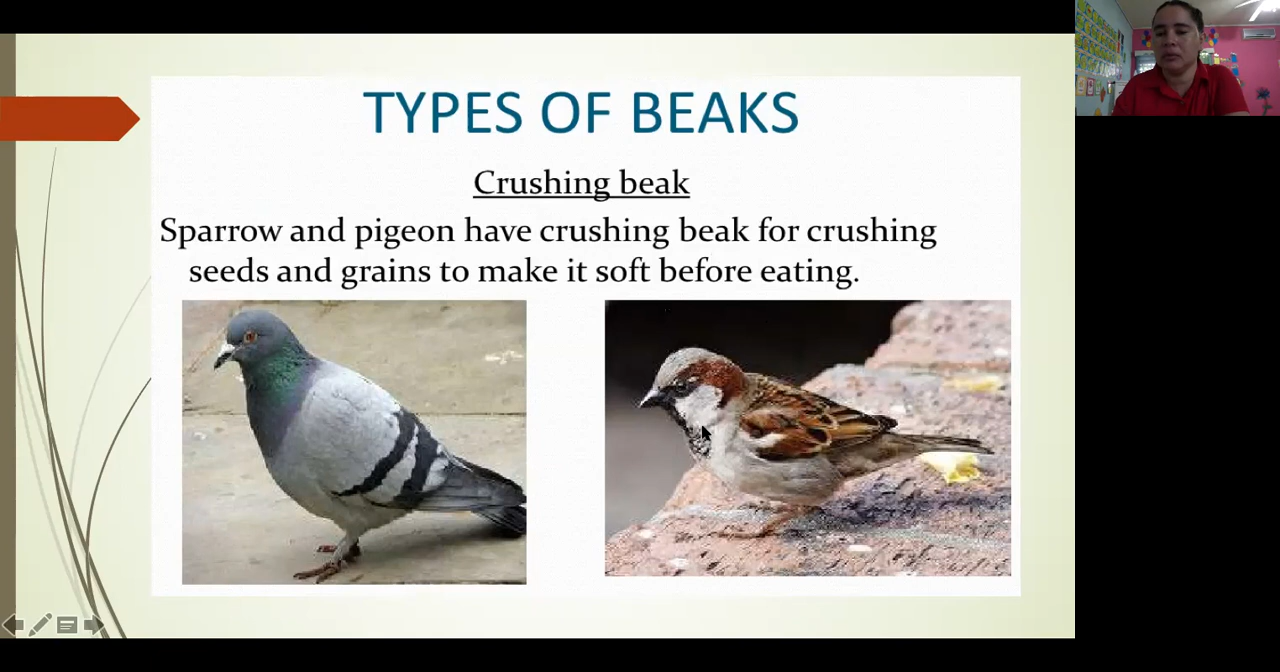 TYPES OF BEAKS
Crushing beak
Sparrow and pigeon have crushing beak for crushing
seeds and grains to make it soft before eating.